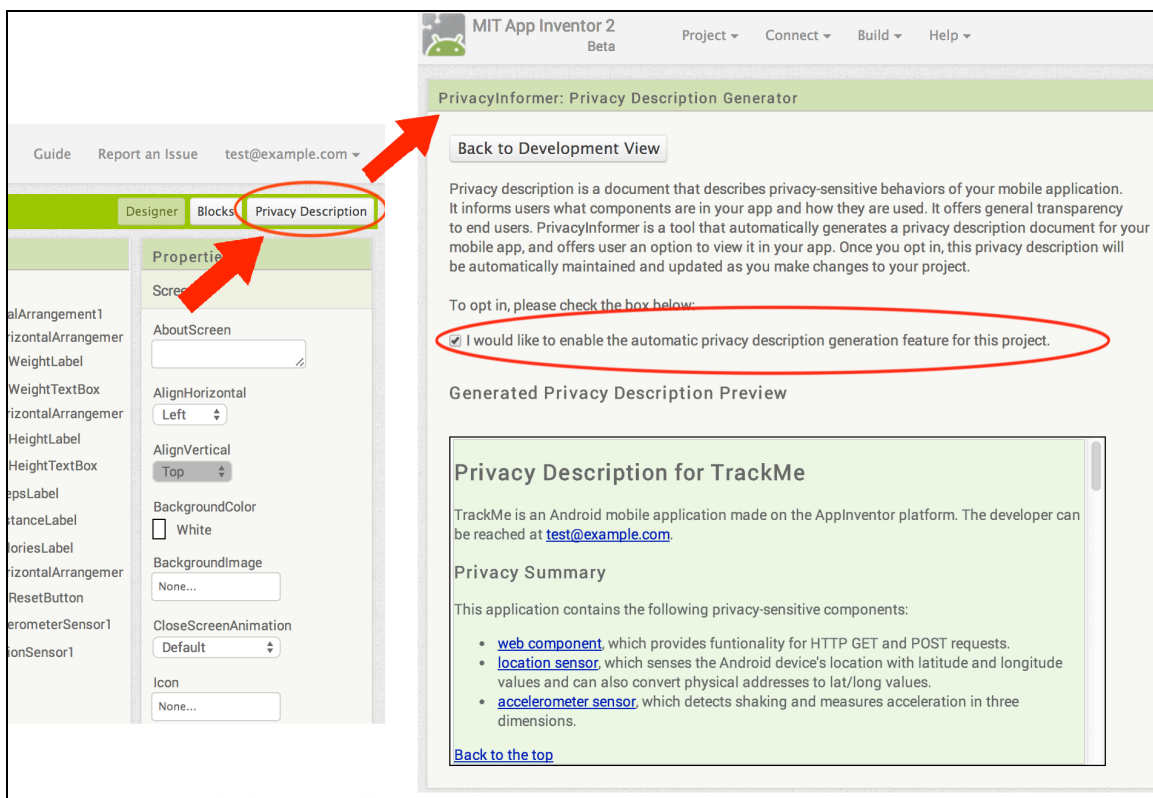 Guide Report an Issue test@example.com
Designer Blocks Privacy Description
Properties
AboutScreen
alArrangement1
rizontalArrangemer
WeightLabel
WeightTextBox
AlignHorizontal
Left
rizontalArrangemer
HeightLabel
AlignVertical
HeightTextBox
Top
epsLabel
BackgroundColor
stanceLabel
White
loriesLabel
BackgroundImage
rizontalArrangemer
None...
ResetButton
erometerSensor1
CloseScreenAnimation
Default
ionSensor1
Icon
None...
MIT App Inventor 2
Beta
Project Connect Build Help
PrivacyInformer: Privacy Description Generator
Back to Development View
Privacy description is a document that describes privacy-sensitive behaviors of your mobile application.
It informs users what components are in your app and how they are used. It offers general transparency
to end users. PrivacyInformer is a tool that automatically generates a privacy description document for your
mobile app, and offers user an option to view it in your app. Once you opt in, this privacy description will
be automatically maintained and updated as you make changes to your project.
To opt in, please check the box below:
I would like to enable the automatic privacy description generation feature for this project.
Generated Privacy Description Preview
Privacy Description for TrackMe
TrackMe is an Android mobile application made on the AppInventor platform. The developer can
be reached at test@example.com.
Privacy Summary
This application contains the following privacy-sensitive components:
web component, which provides funtionality for HTTP GET and POST requests.
location sensor, which senses the Android device's location with latitude and longitude
values and can also convert physical addresses to lat/long values.
accelerometer sensor, which detects shaking and measures acceleration in three
dimensions.
Back to the top